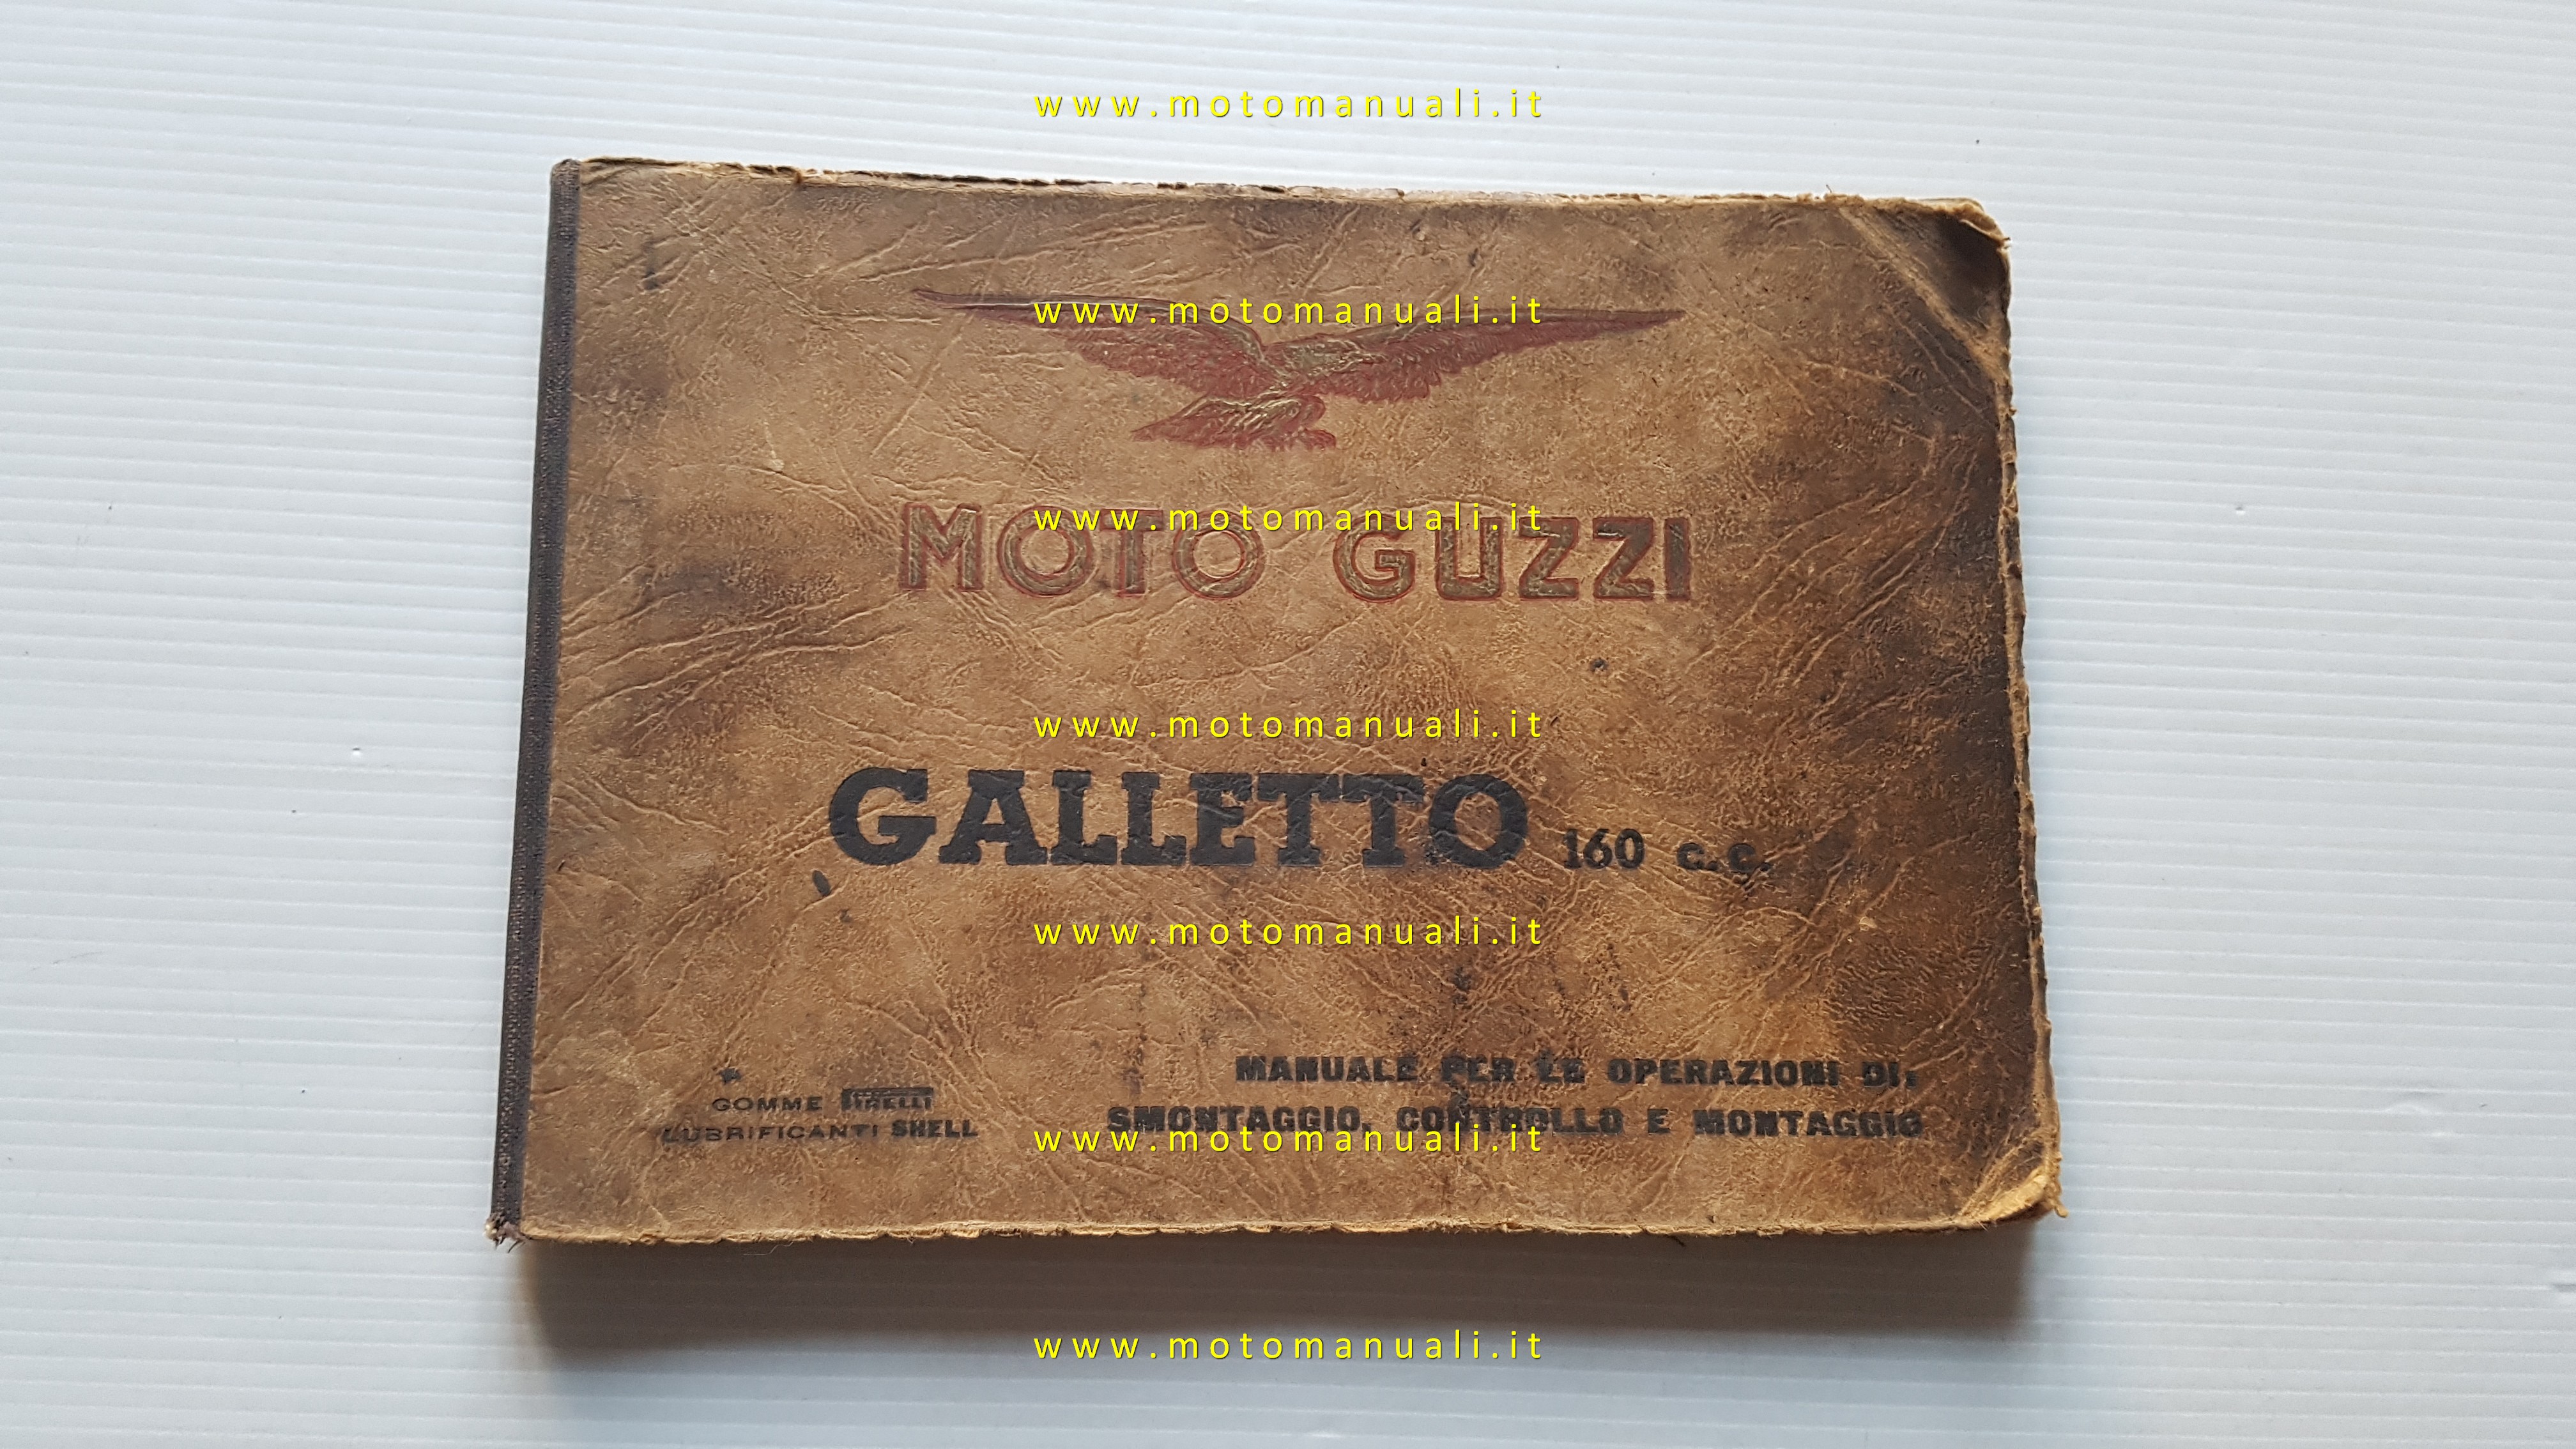 www.motomanuali.it
www.motomanuali.it
www.motomanuali.it
MOTO GUZZI
www.motomanuali.it
GALLETTO 160 c.c.
www.motomanuali.it
MANUALE PER LE OPERAZIONI DI:
GOMME PIRELLI
SMONTAGGIO, CONTROLLO E MONTAGGIO
LUBRIFICANTI SHELL
www.motomanuali.it
www.motomanuali.it